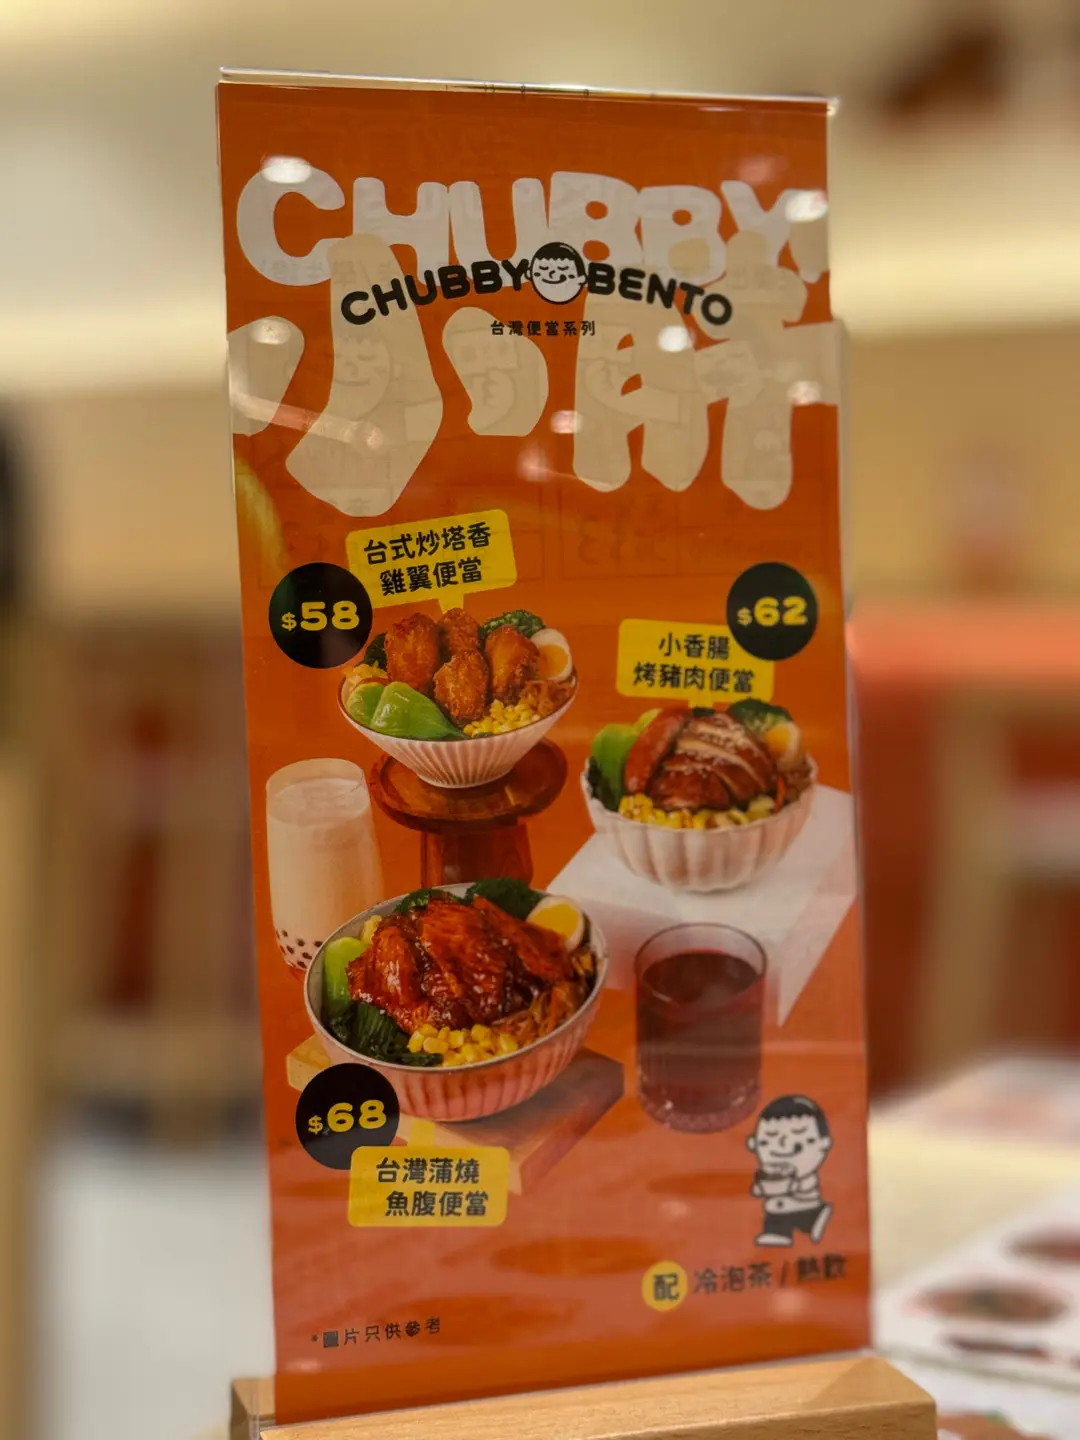 CHUBBY
小胖
CHUBBY BENTO
台灣便當系列
台式炒塔香
雞翼便當
$58
$62
小香腸
烤豬肉便當
$68
台灣蒲燒
魚腹便當
配 冷泡茶 / 熱飲
*圖片只供參考